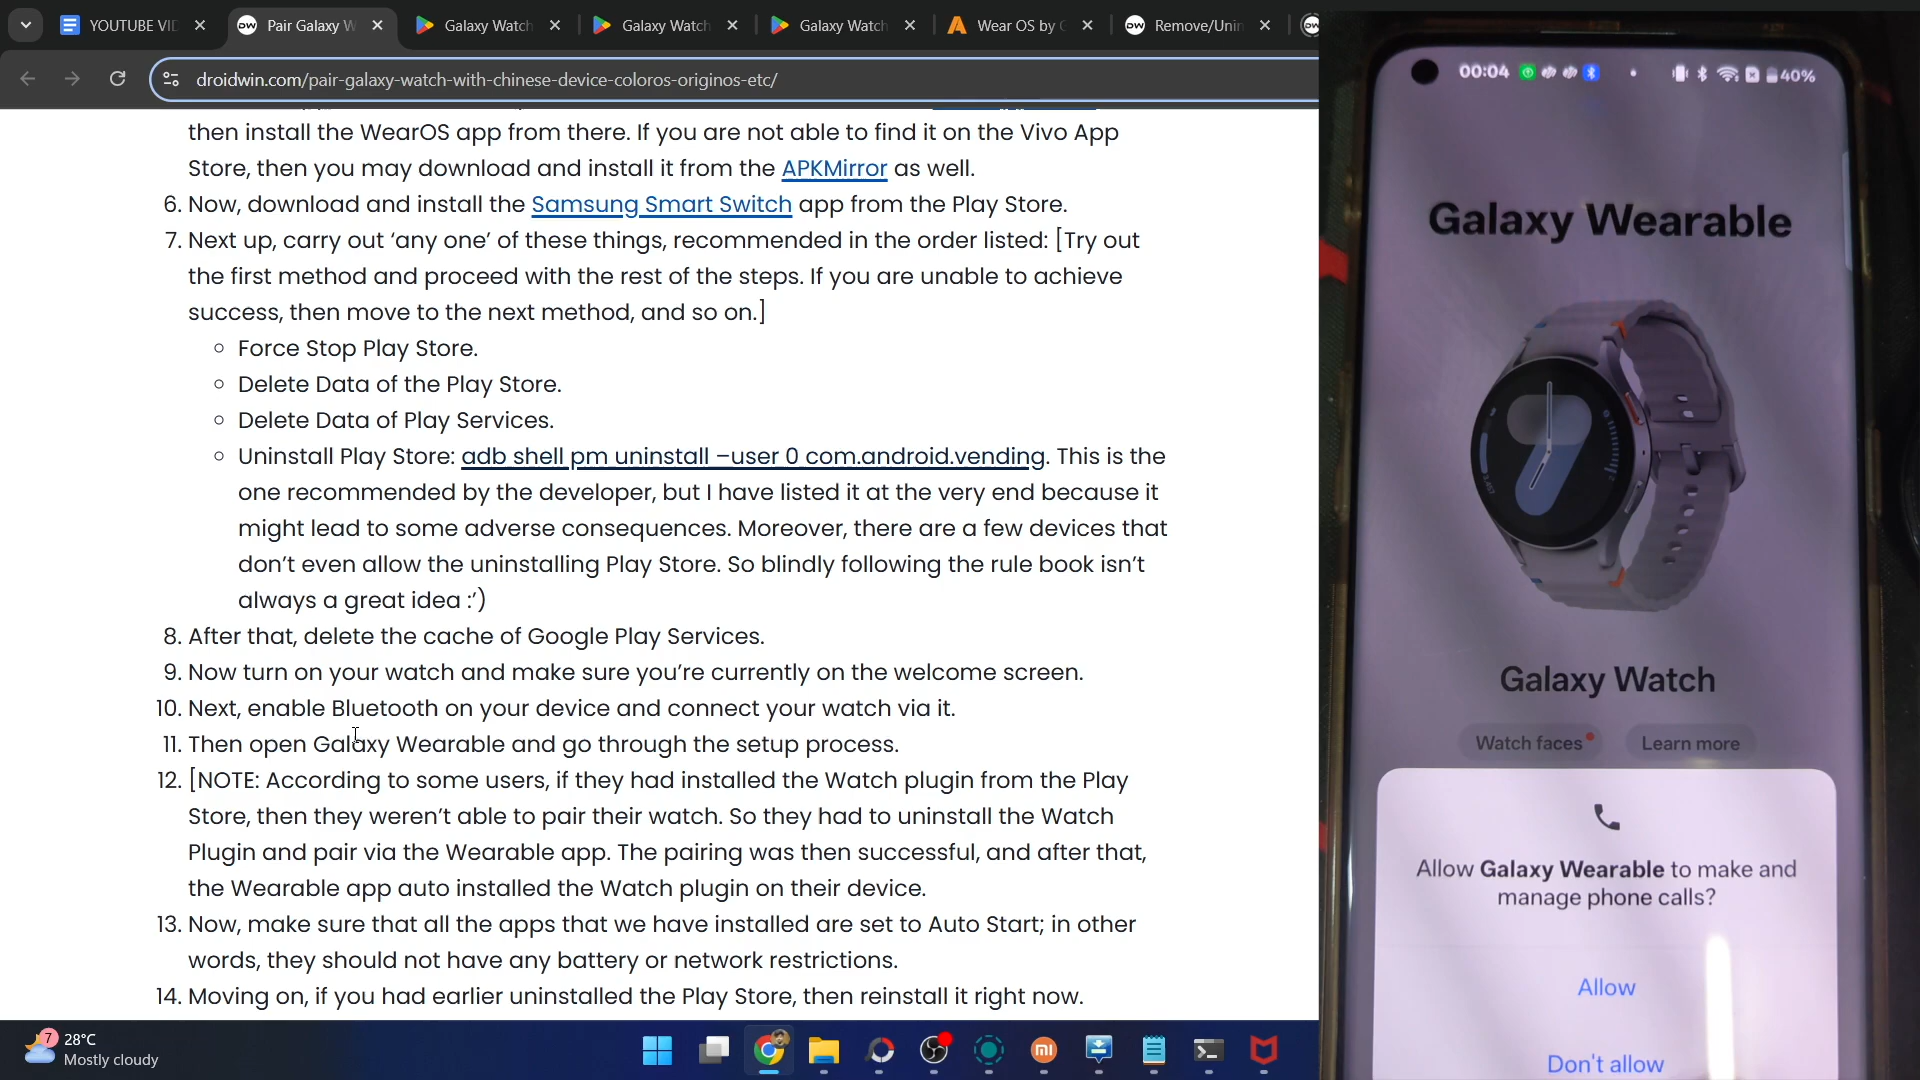 YOUTUBE VI
Pair Galaxy W
Galaxy Watch
Galaxy Watch
Galaxy Watch
Wear OS by
Remove/Unin
droidwin.com/pair-galaxy-watch-with-chinese-device-coloros-originos-etc/
then install the WearOS app from there. If you are not able to find it on the Vivo App
Store, then you may download and install it from the APKMirror as well.
6. Now, download and install the Samsung Smart Switch app from the Play Store.
7. Next up, carry out ‘any one’ of these things, recommended in the order listed: [Try out
the first method and proceed with the rest of the steps. If you are unable to achieve
success, then move to the next method, and so on.]
Force Stop Play Store.
Delete Data of the Play Store.
Delete Data of Play Services.
Uninstall Play Store: adb shell pm uninstall –user 0 com.android.vending. This is the
one recommended by the developer, but I have listed it at the very end because it
might lead to some adverse consequences. Moreover, there are a few devices that
don’t even allow the uninstalling Play Store. So blindly following the rule book isn’t
always a great idea :’)
8. After that, delete the cache of Google Play Services.
9. Now turn on your watch and make sure you’re currently on the welcome screen.
10. Next, enable Bluetooth on your device and connect your watch via it.
11. Then open Galaxy Wearable and go through the setup process.
12. [NOTE: According to some users, if they had installed the Watch plugin from the Play
Store, then they weren’t able to pair their watch. So they had to uninstall the Watch
Plugin and pair via the Wearable app. The pairing was then successful, and after that,
the Wearable app auto installed the Watch plugin on their device.
13. Now, make sure that all the apps that we have installed are set to Auto Start; in other
words, they should not have any battery or network restrictions.
14. Moving on, if you had earlier uninstalled the Play Store, then reinstall it right now.
7
28°C
Mostly cloudy
00:04
40%
Galaxy Wearable
Galaxy Watch
Watch faces
Learn more
Allow Galaxy Wearable to make and
manage phone calls?
Allow
Don't allow